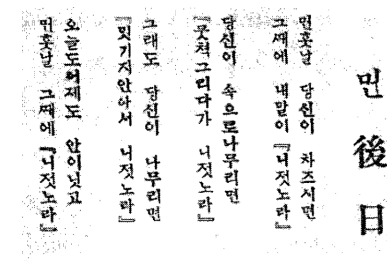 먼後日
먼훗날 당신이 차즈시면
그때에 내말이 『니젓노라』
당신이 속으로나무리면
『뭇쳐그리다가 니젓노라』
그래도 당신이 나무리면
『밋기지안아서 니젓노라』
오늘도어제도 안이닛고
먼훗날 그때에 『니젓노라』